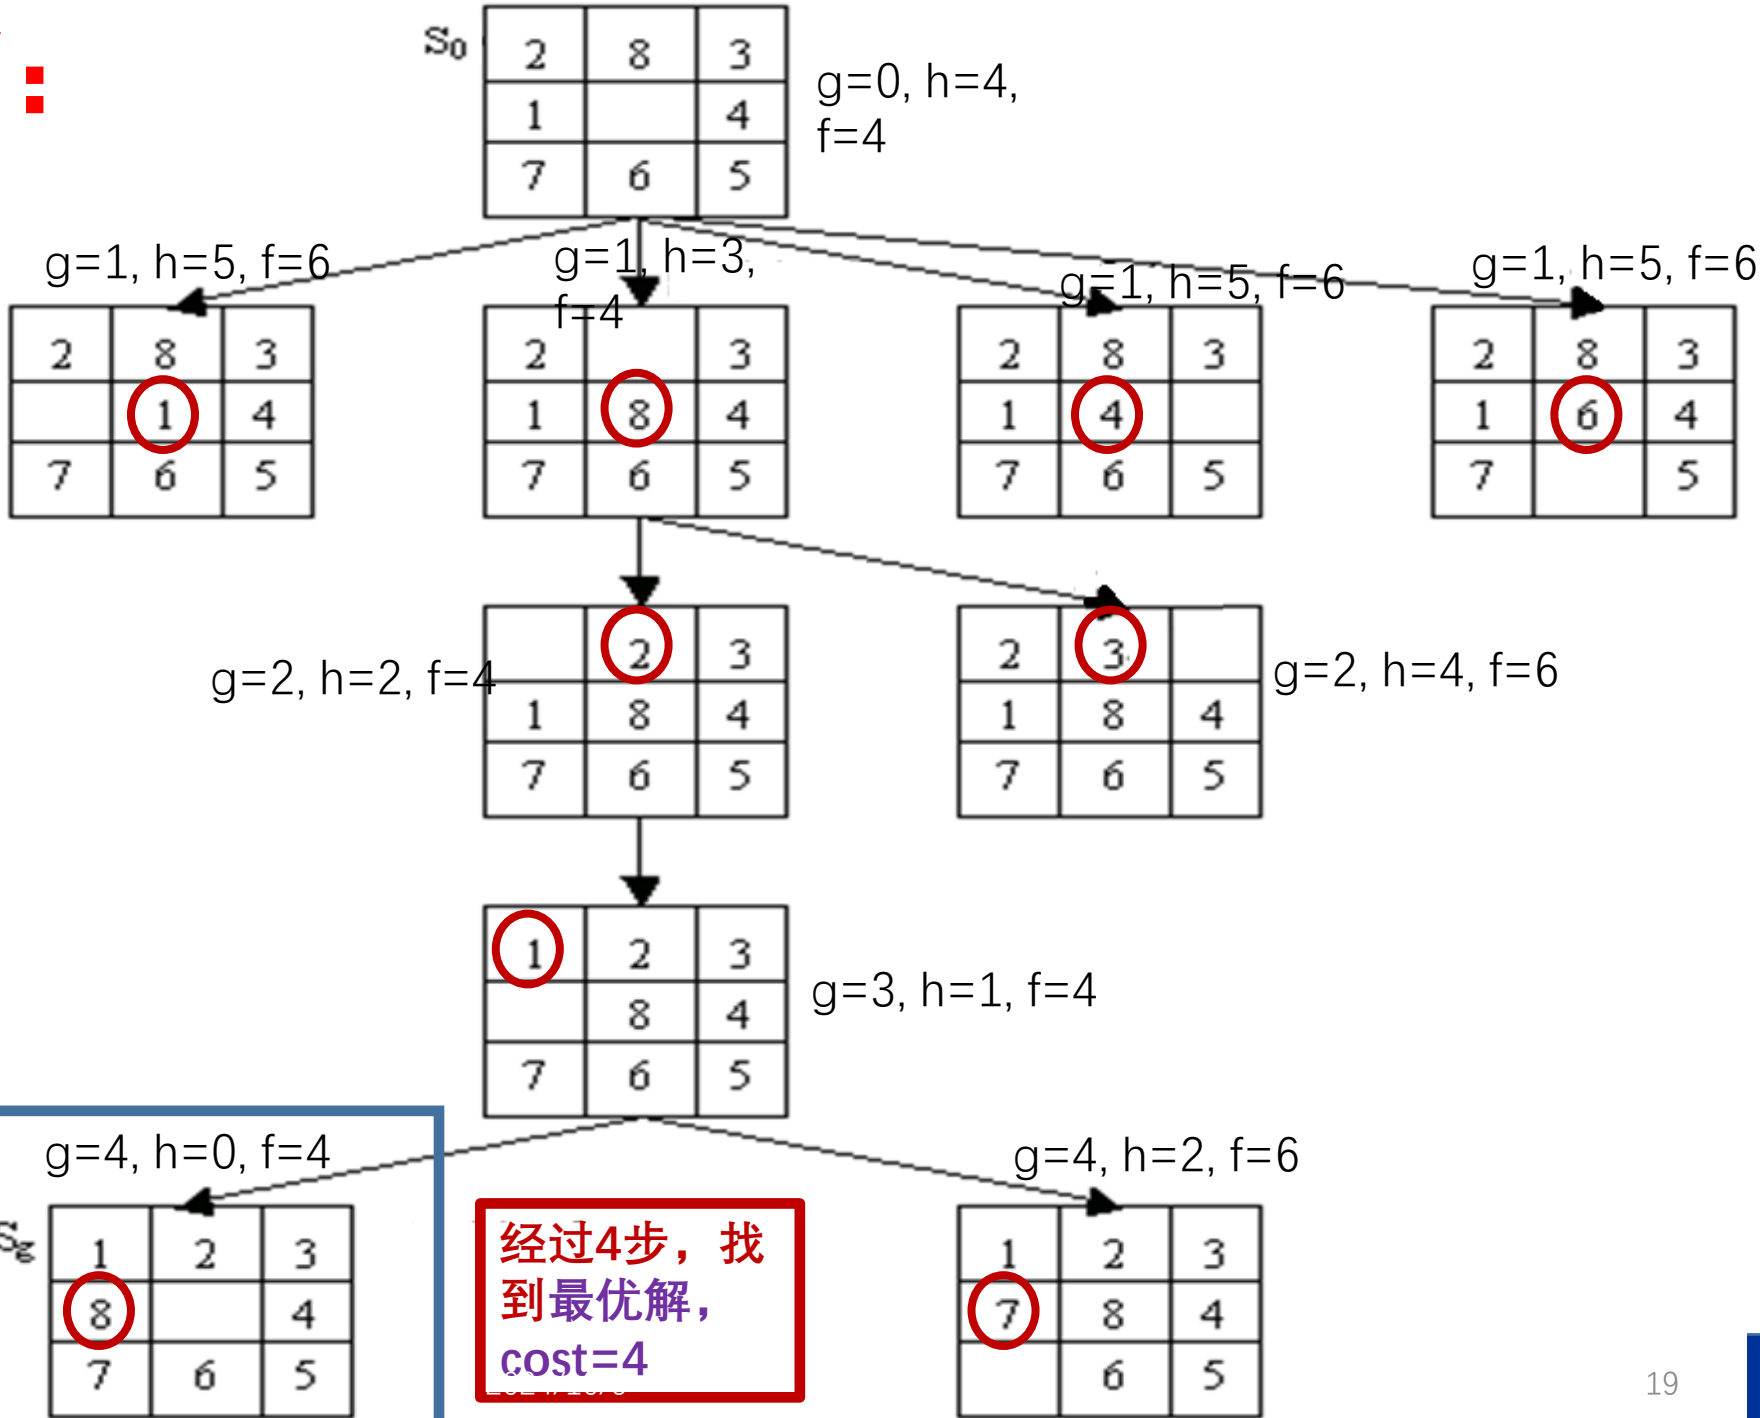 :
S0
2 8 3
1 4
7 6 5
g=0, h=4,
f=4
g=1, h=5, f=6
g=1, h=3,
f=4
g=1, h=5, f=6
g=1, h=5, f=6
2 8 3
1 4
7 6 5
2 3
1 8 4
7 6 5
2 8 3
1 4
7 6 5
2 8 3
1 6 4
7 5
g=2, h=2, f=4
2 3
1 8 4
7 6 5
2 3
1 8 4
7 6 5
g=2, h=4, f=6
1 2 3
8 4
7 6 5
g=3, h=1, f=4
g=4, h=0, f=4
g=4, h=2, f=6
Sg
1 2 3
8 4
7 6 5
经过4步，找
到最优解，
cost=4
1 2 3
7 8 4
6 5
19